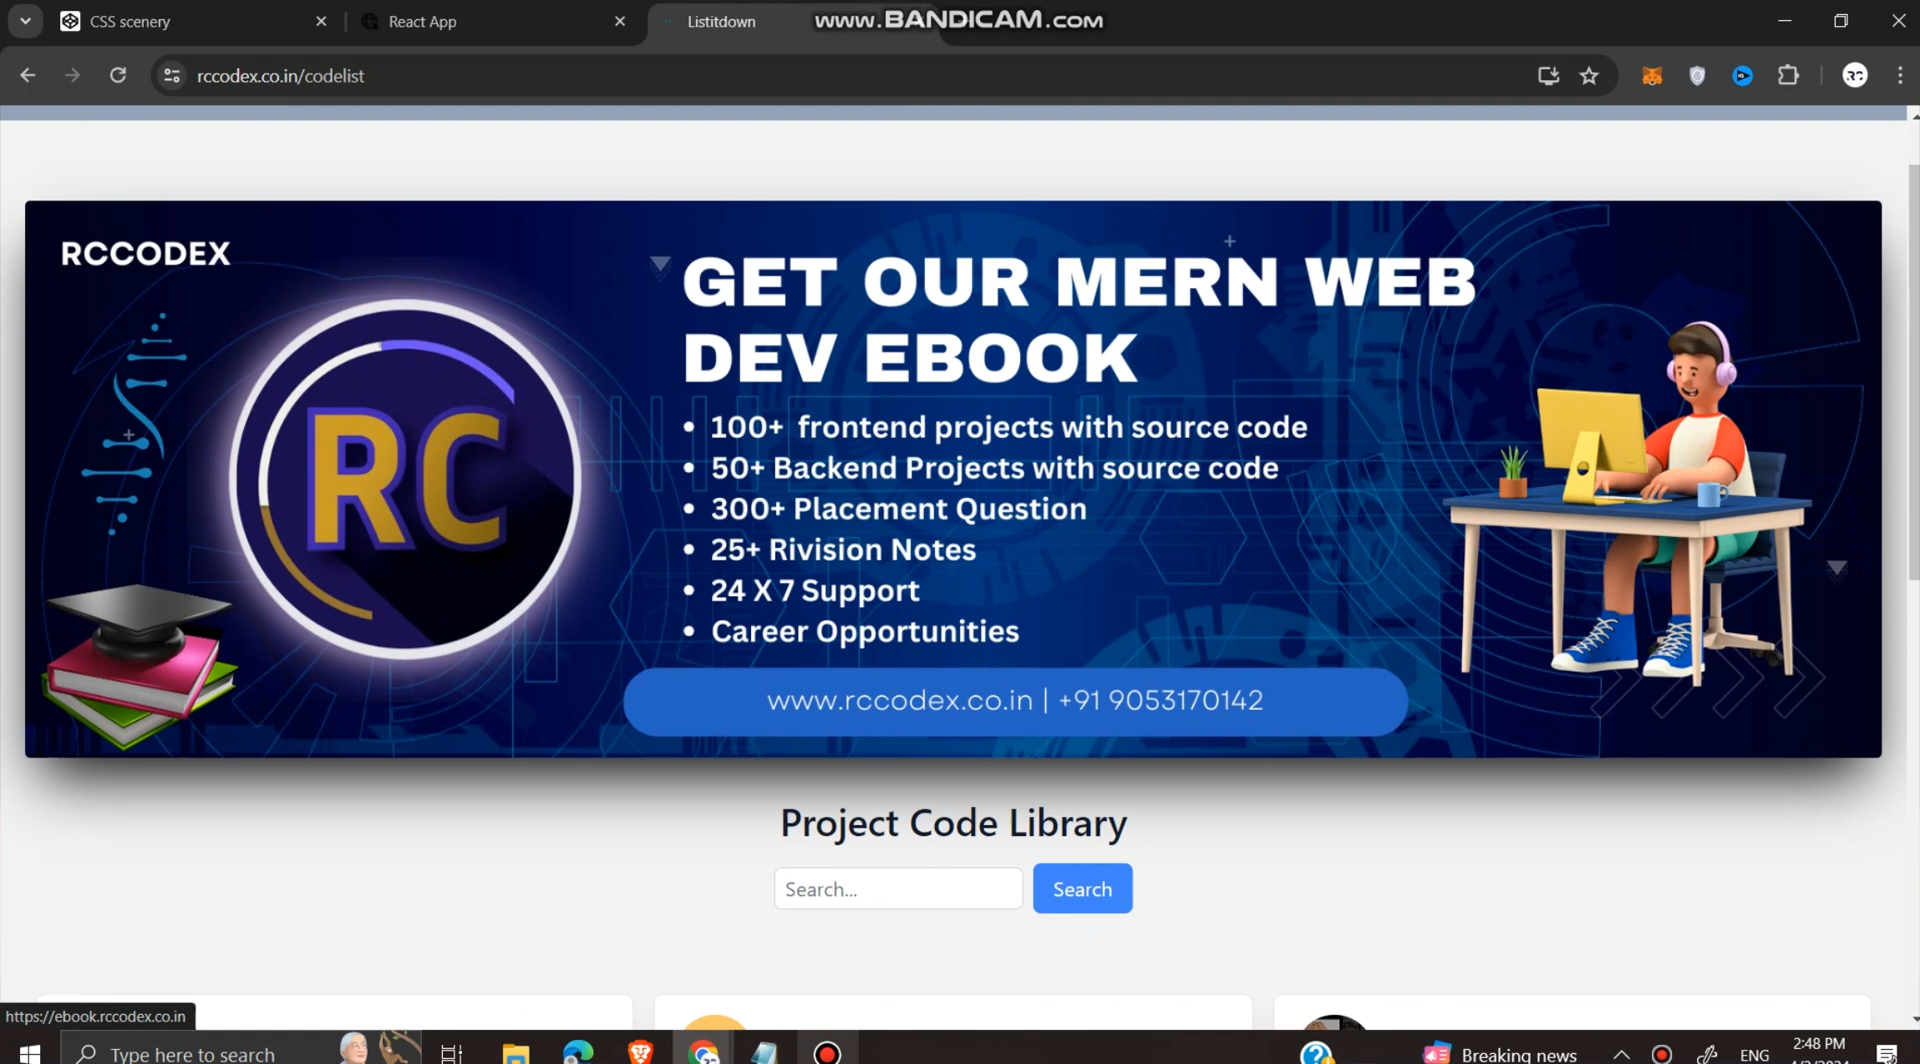 CSS scenery
React App
Listitdown
www.BANDICAM.com
rccodex.co.in/codelist
RC
RCCODEX
GET OUR MERN WEB
DEV EBOOK
RC
• 100+ frontend projects with source code
• 50+ Backend Projects with source code
• 300+ Placement Question
• 25+ Rivision Notes
• 24 X 7 Support
• Career Opportunities
www.rccodex.co.in | +91 9053170142
Project Code Library
Search...
Search
https://ebook.rccodex.co.in
Type here to search
Breaking news
ENG
2:48 PM